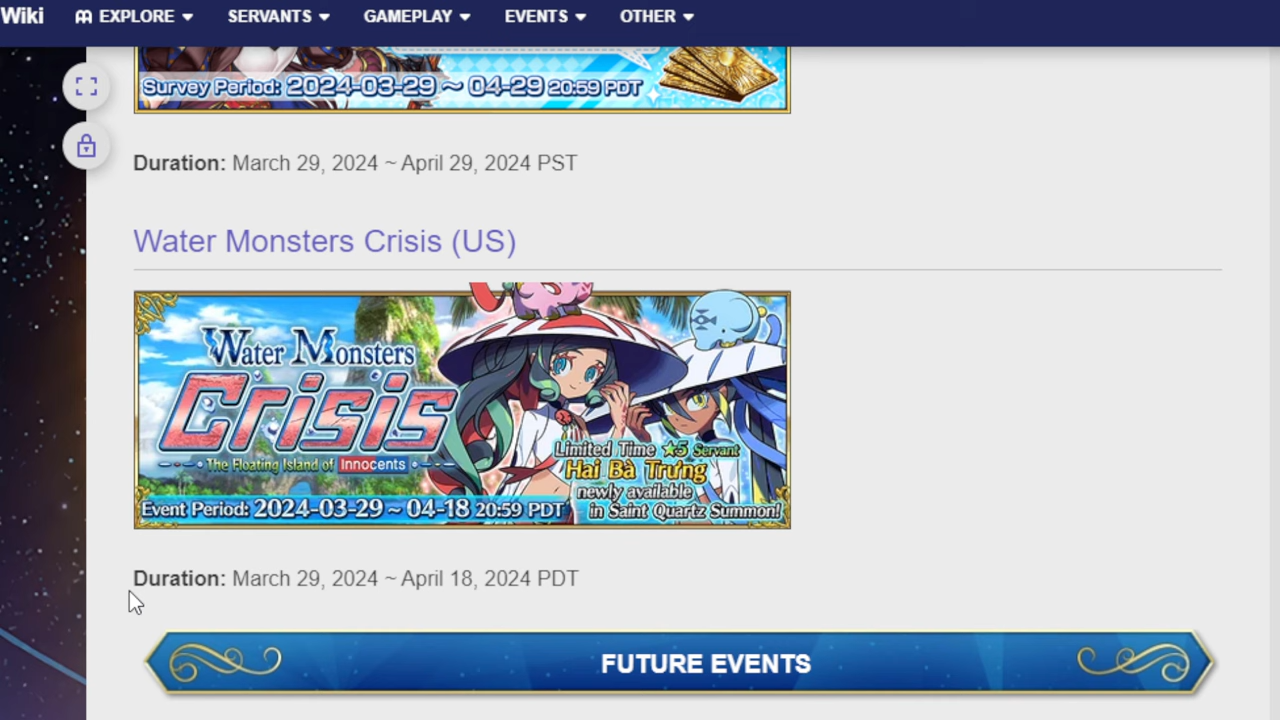 Wiki EXPLORE SERVANTS GAMEPLAY EVENTS OTHER
Survey Period: 2024-03-29 ~ 04-29 20:59 PDT
Duration: March 29, 2024 ~ April 29, 2024 PST
Water Monsters Crisis (US)
Water Monsters
Crisis
The Floating Island of Innocents
Limited Time ★5 Servant
Hai Bà Trưng
newly available
in Saint Quartz Summon!
Event Period: 2024-03-29 ~ 04-18 20:59 PDT
Duration: March 29, 2024 ~ April 18, 2024 PDT
FUTURE EVENTS